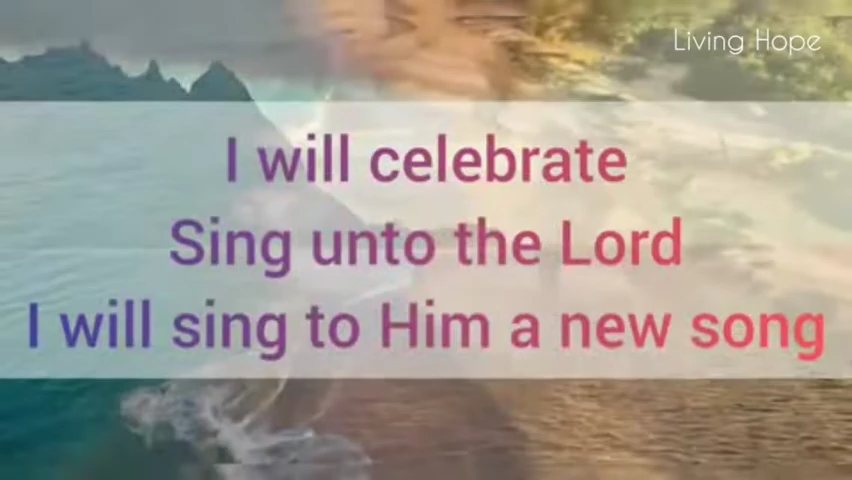 Living Hope
I will celebrate
Sing unto the Lord
I will sing to Him a new song